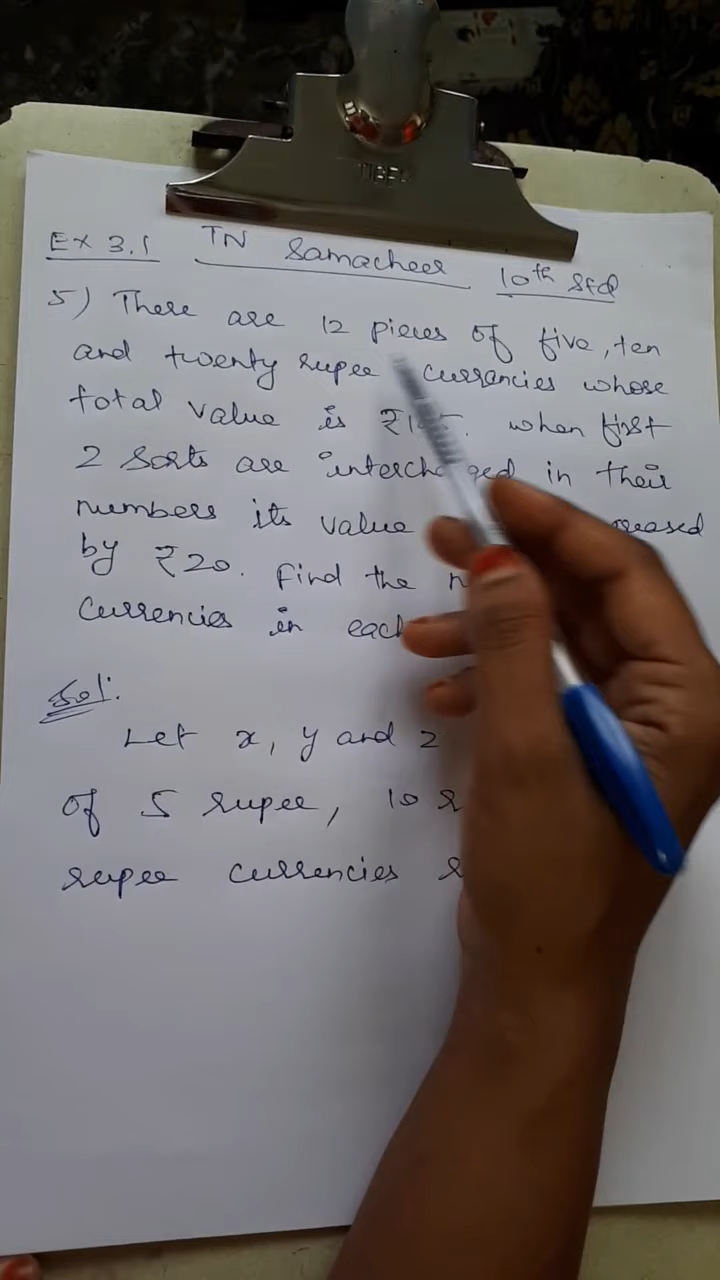 Ex 3.1 TN Samacheer 10th Std
5) There are 12 pieces of five, ten
and twenty rupee currencies whose
total value is ₹ when first
2 Sorts are in their
numbers its value
by ₹20. Find the
currencies in each
Sol:
Let x, y and z
of 5 rupee, 10
rupee currencies